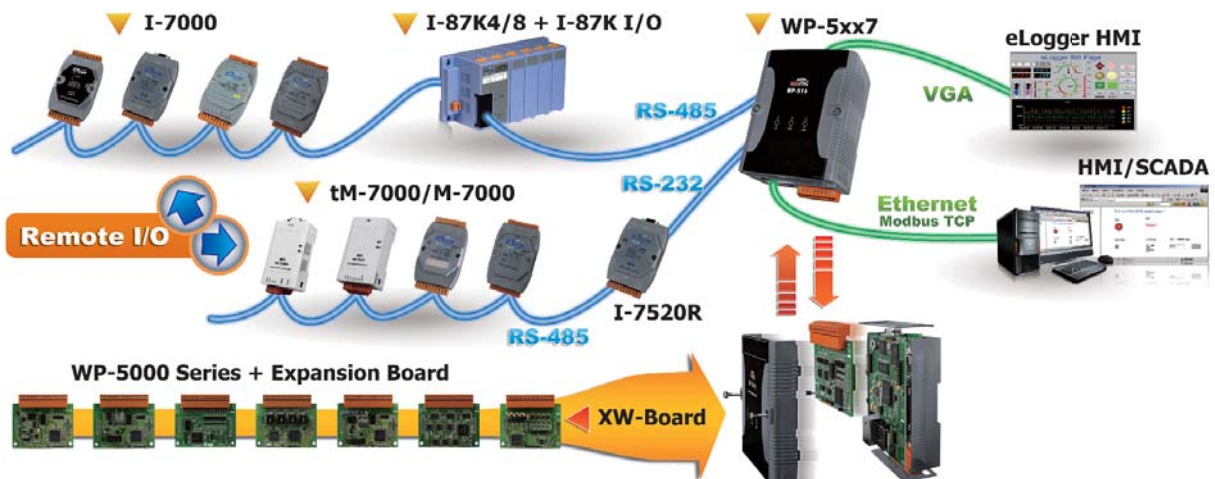 I-7000
I-87K4/8 + I-87K I/O
WP-5xx7
eLogger HMI
VGA
RS-485
RS-232
HMI/SCADA
Ethernet
Modbus TCP
tM-7000/M-7000
Remote I/O
I-7520R
RS-485
WP-5000 Series + Expansion Board
XW-Board